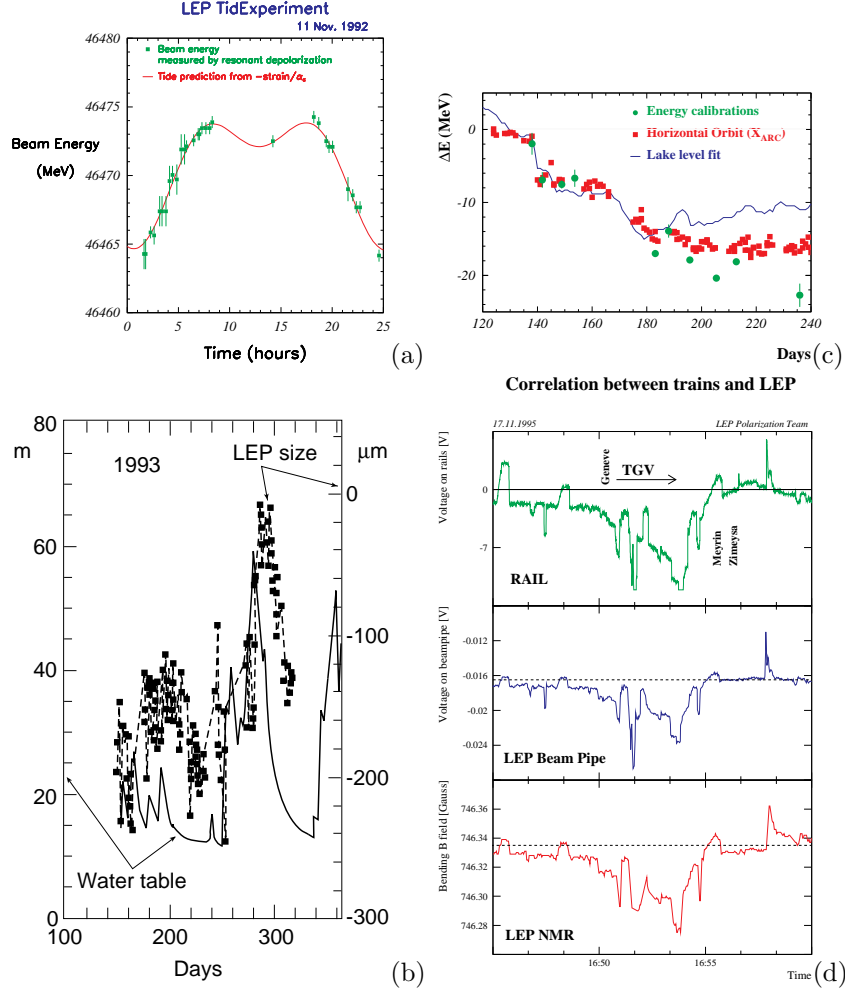 LEP TidExperiment
11 Nov. 1992
46480
46475
46470
46465
46460
Beam Energy
(MeV)
Beam energy
measured by resonant depolarization
Tide prediction from -strain/α_c
0 5 10 15 20 25
Time (hours)
(a)
ΔE (MeV)
0
-10
-20
Energy calibrations
Horizontal Orbit (X_ARC)
Lake level fit
120 140 160 180 200 220 240
Days
(c)
80
m
60
40
20
0
1993
LEP size
μm
0
-100
-200
-300
Water table
100 200 300
Days
(b)
Correlation between trains and LEP
17.11.1995 LEP Polarization Team
Voltage on rails [V]
0
-7
Geneve
TGV
Meyrin
Zimeysa
RAIL
Voltage on beampipe [V]
-0.012
-0.016
-0.02
-0.024
LEP Beam Pipe
Bending B field [Gauss]
746.36
746.34
746.30
746.28
LEP NMR
16:50 16:55
Time
(d)